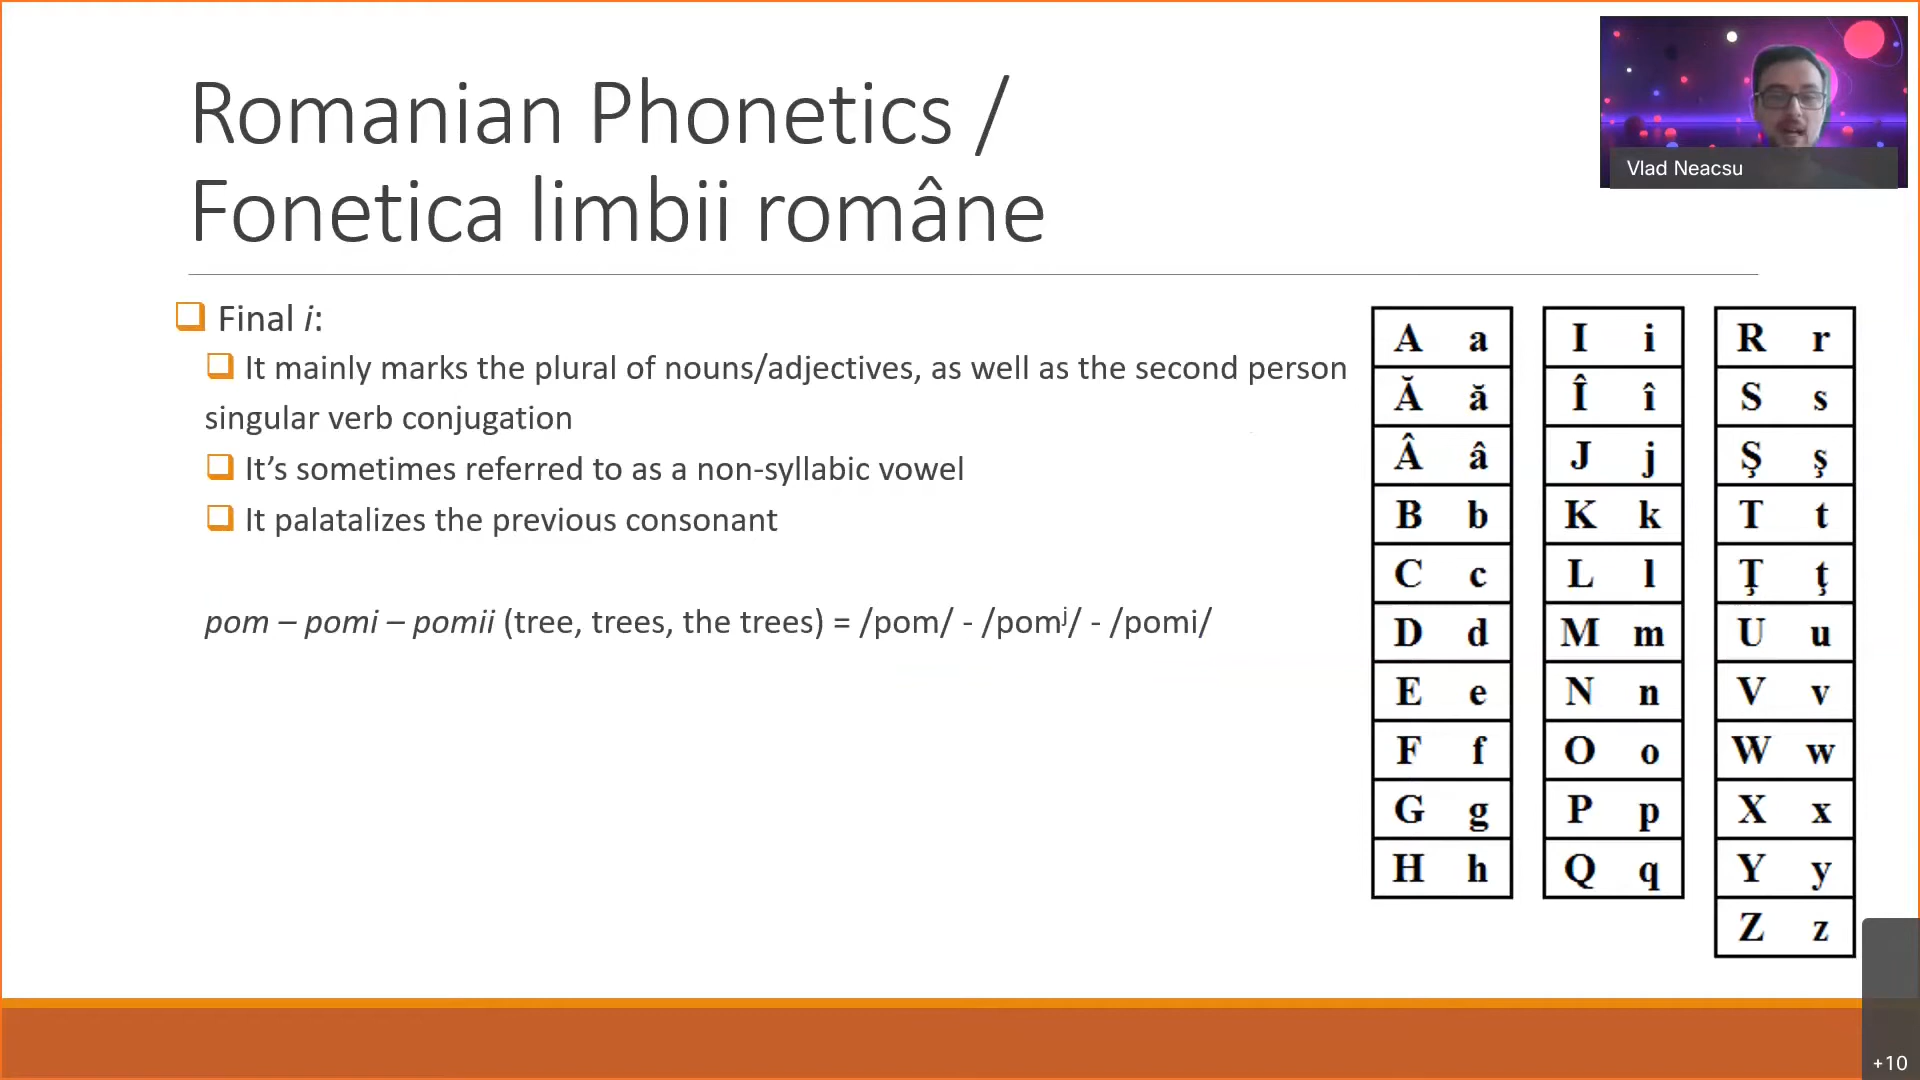 Romanian Phonetics /
Fonetica limbii române
Vlad Neacsu
Final i:
It mainly marks the plural of nouns/adjectives, as well as the second person
singular verb conjugation
It’s sometimes referred to as a non-syllabic vowel
It palatalizes the previous consonant
pom – pomi – pomii (tree, trees, the trees) = /pom/ - /pomʲ/ - /pomi/
A a
Ă ă
Â â
B b
C c
D d
E e
F f
G g
H h
I i
Î î
J j
K k
L l
M m
N n
O o
P p
Q q
R r
S s
Ş ş
T t
Ţ ţ
U u
V v
W w
X x
Y y
Z z
+10